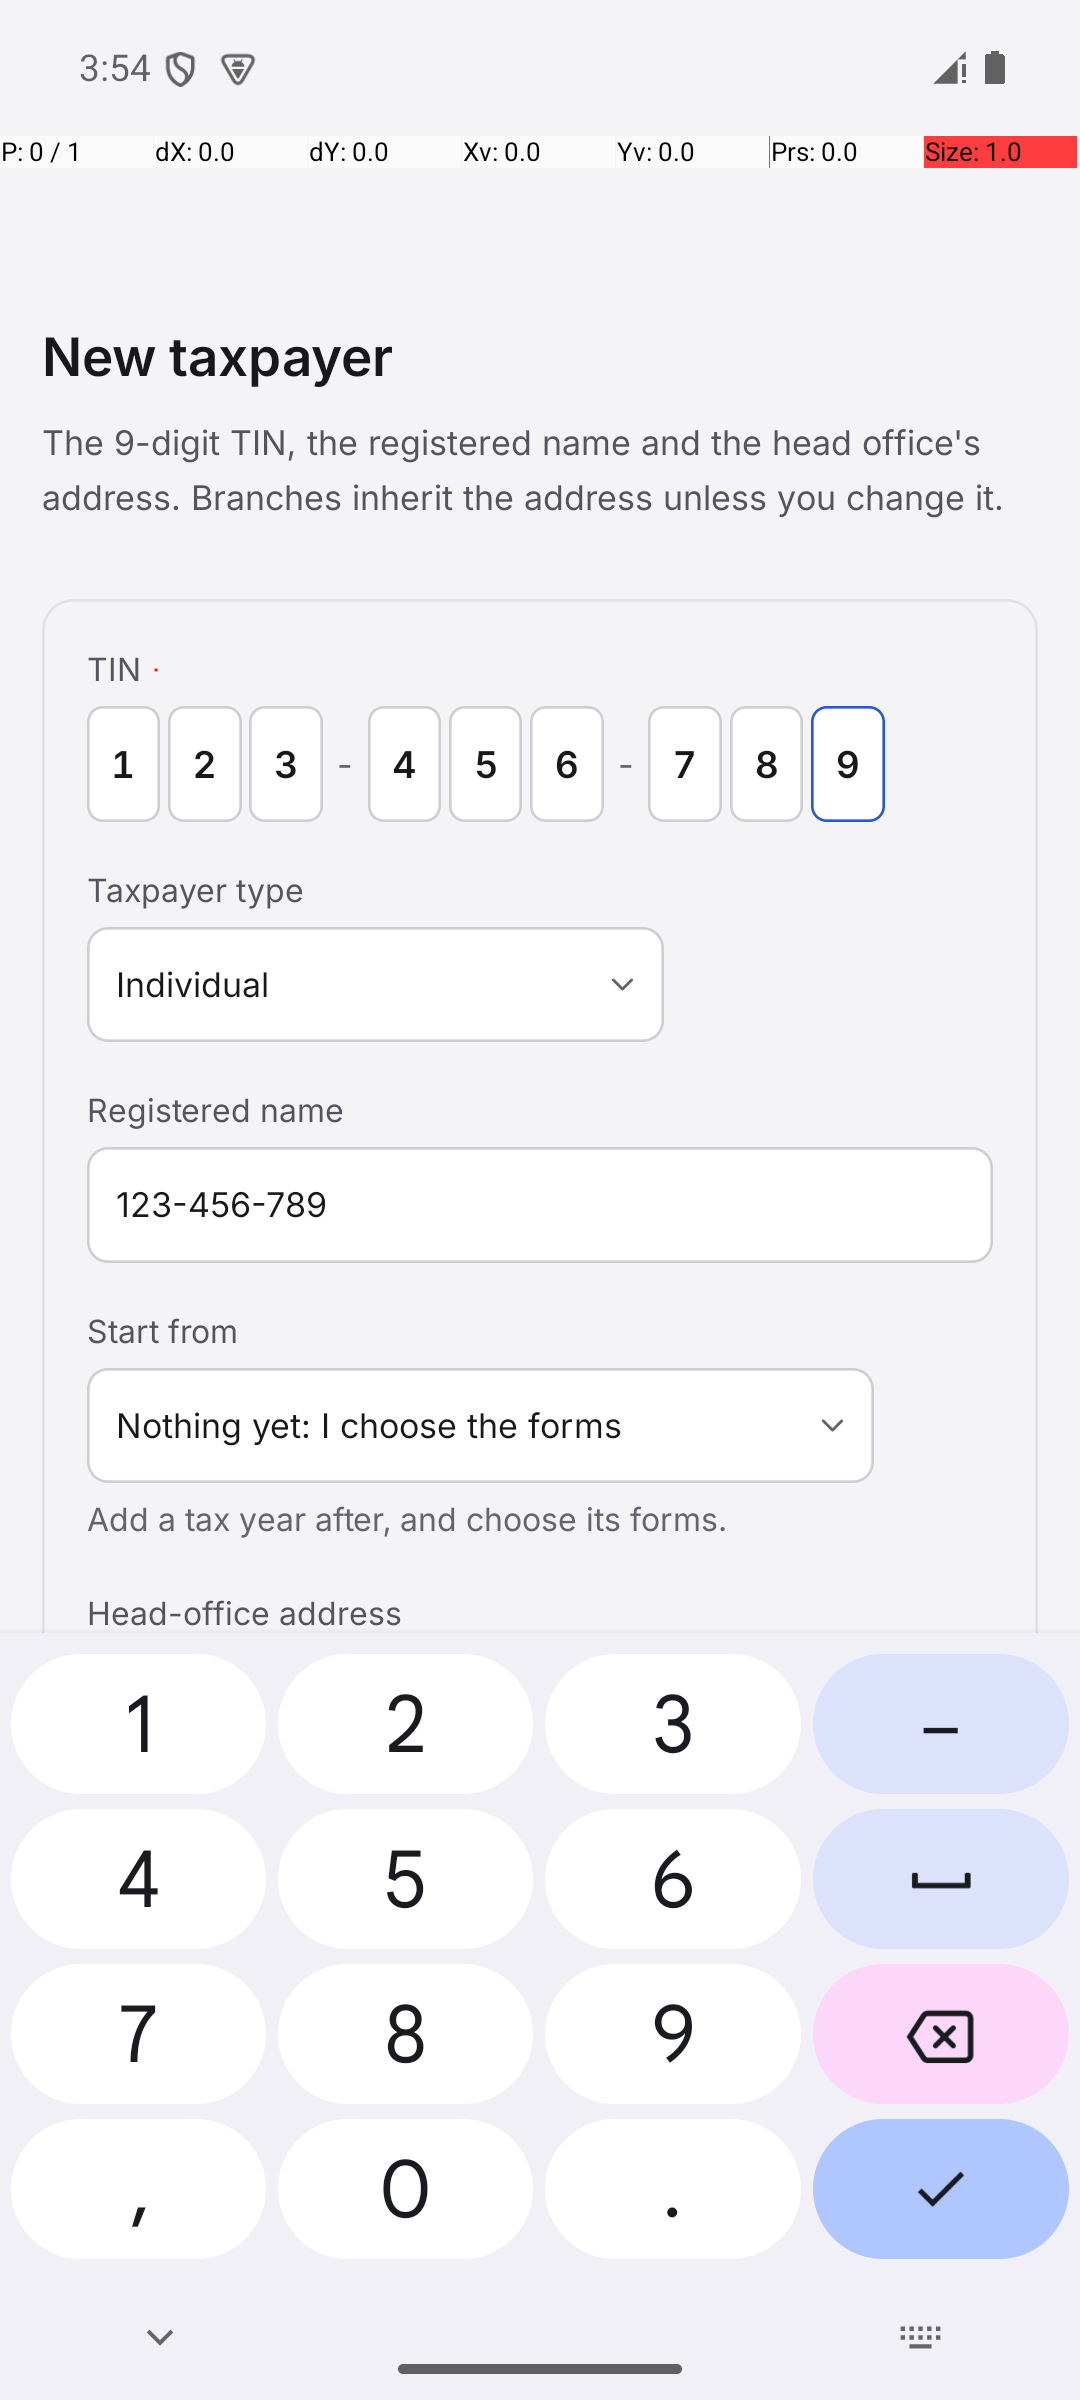 3:54
P: 0 / 1 dX: 0.0 dY: 0.0 Xv: 0.0 Yv: 0.0 Prs: 0.0 Size: 1.0
New taxpayer
The 9-digit TIN, the registered name and the head office's
address. Branches inherit the address unless you change it.
TIN
1 2 3 - 4 5 6 - 7 8 9
Taxpayer type
Individual
Registered name
123-456-789
Start from
Nothing yet: I choose the forms
Add a tax year after, and choose its forms.
Head-office address
1 2 3 –
4 5 6
7 8 9
, 0 .